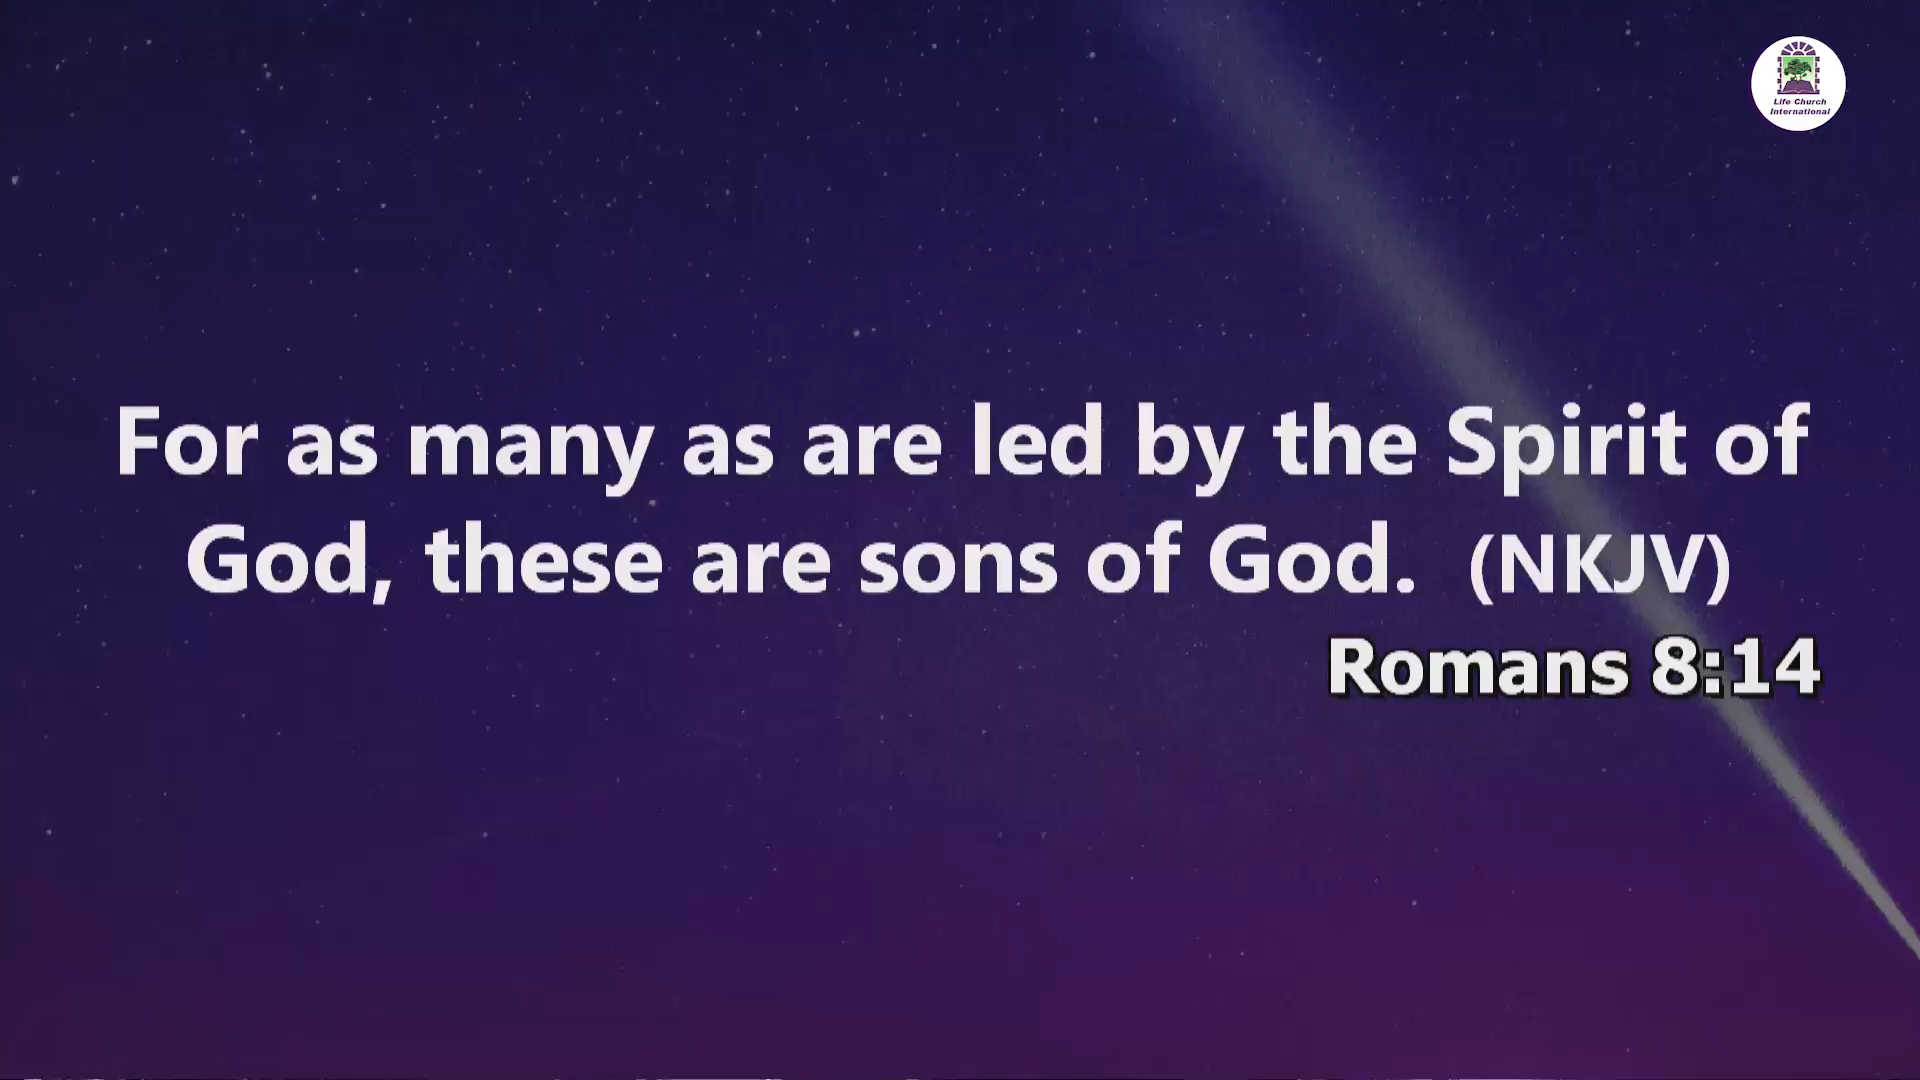 Life Church
International
For as many as are led by the Spirit of
God, these are sons of God.  (NKJV)
Romans 8:14